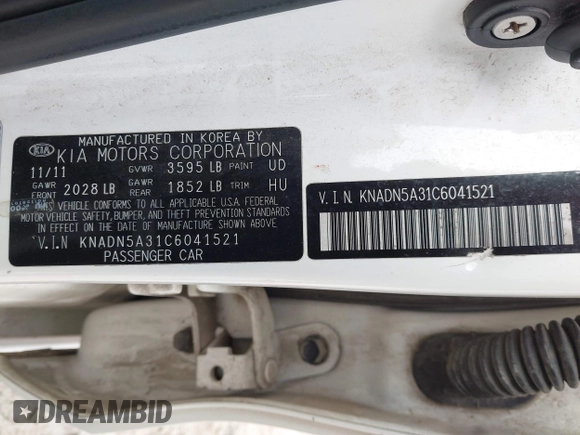 MANUFACTURED IN KOREA BY
KIA KIA MOTORS CORPORATION
11/11 GVWR 3595 LB PAINT UD
GAWR FRONT 2028 LB GAWR REAR 1852 LB TRIM HU
THIS VEHICLE CONFORMS TO ALL APPLICABLE U.S. FEDERAL
MOTOR VEHICLE SAFETY, BUMPER, AND THEFT PREVENTION STANDARDS
IN EFFECT ON THE DATE OF MANUFACTURE SHOWN ABOVE
V.I.N KNADN5A31C6041521
PASSENGER CAR
V.I.N KNADN5A31C6041521
DREAMBID